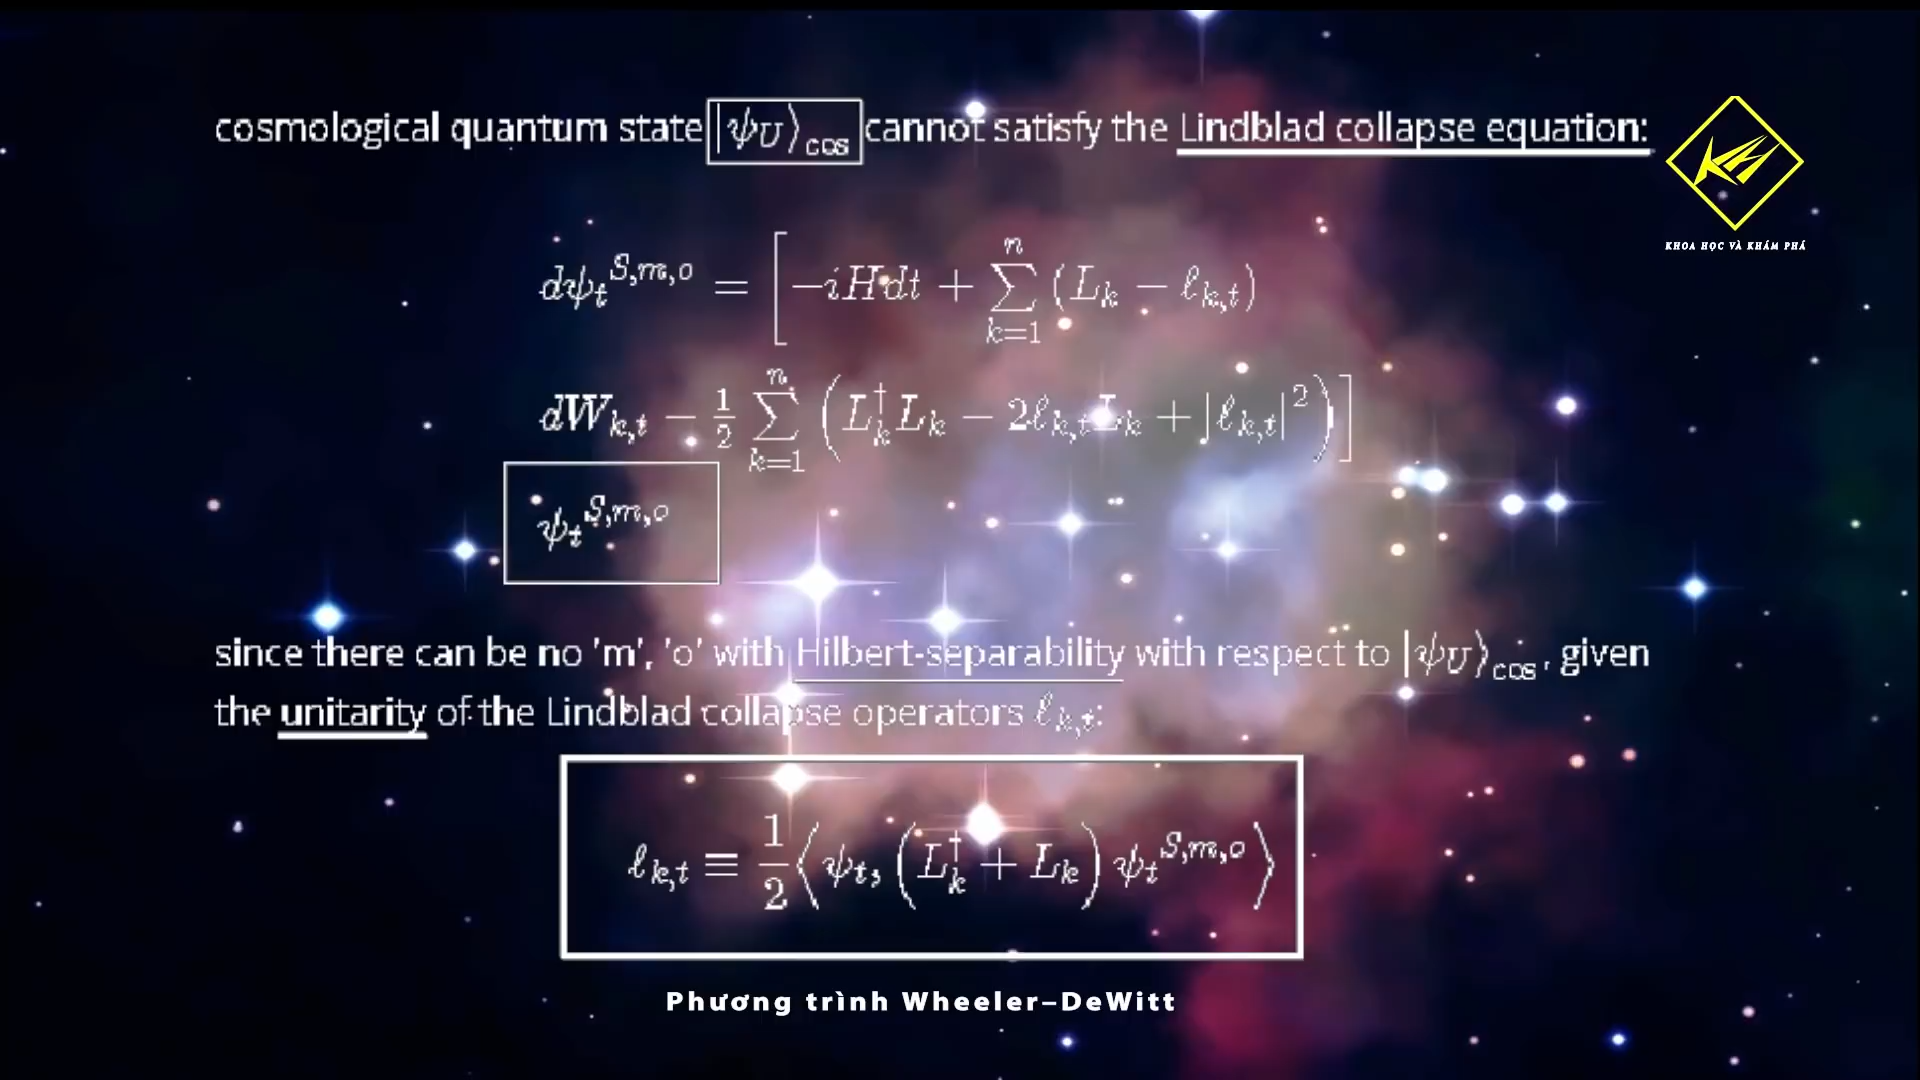 cosmological quantum state |ψU⟩cos cannot satisfy the Lindblad collapse equation:
KM
KHOA HỌC VÀ KHÁM PHÁ
dψt^S,m,o = [ −iHdt + ∑_{k=1}^{n} (Lk − ℓk,t)
dWk,t − 1/2 ∑_{k=1}^{n} ( Lk†Lk − 2ℓk,tLk + |ℓk,t|² ) ]
ψt^S,m,o
since there can be no 'm', 'o' with Hilbert-separability with respect to |ψU⟩cos, given
the unitarity of the Lindblad collapse operators ℓk,t:
ℓk,t ≡ 1/2 ⟨ ψt, ( Lk† + Lk ) ψt^S,m,o ⟩
Phương trình Wheeler–DeWitt